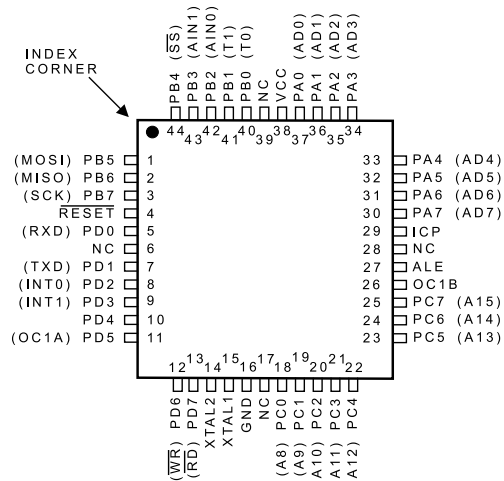 INDEX
CORNER
PB4 (SS)
PB3 (AIN1)
PB2 (AIN0)
PB1 (T1)
PB0 (T0)
NC
VCC
PA0 (AD0)
PA1 (AD1)
PA2 (AD2)
PA3 (AD3)
44 43 42 41 40 39 38 37 36 35 34
(MOSI) PB5 1
(MISO) PB6 2
(SCK) PB7 3
RESET 4
(RXD) PD0 5
NC 6
(TXD) PD1 7
(INT0) PD2 8
(INT1) PD3 9
PD4 10
(OC1A) PD5 11
33 PA4 (AD4)
32 PA5 (AD5)
31 PA6 (AD6)
30 PA7 (AD7)
29 ICP
28 NC
27 ALE
26 OC1B
25 PC7 (A15)
24 PC6 (A14)
23 PC5 (A13)
12 13 14 15 16 17 18 19 20 21 22
(WR) PD6
(RD) PD7
XTAL2
XTAL1
GND
NC
(A8) PC0
(A9) PC1
A10) PC2
A11) PC3
A12) PC4